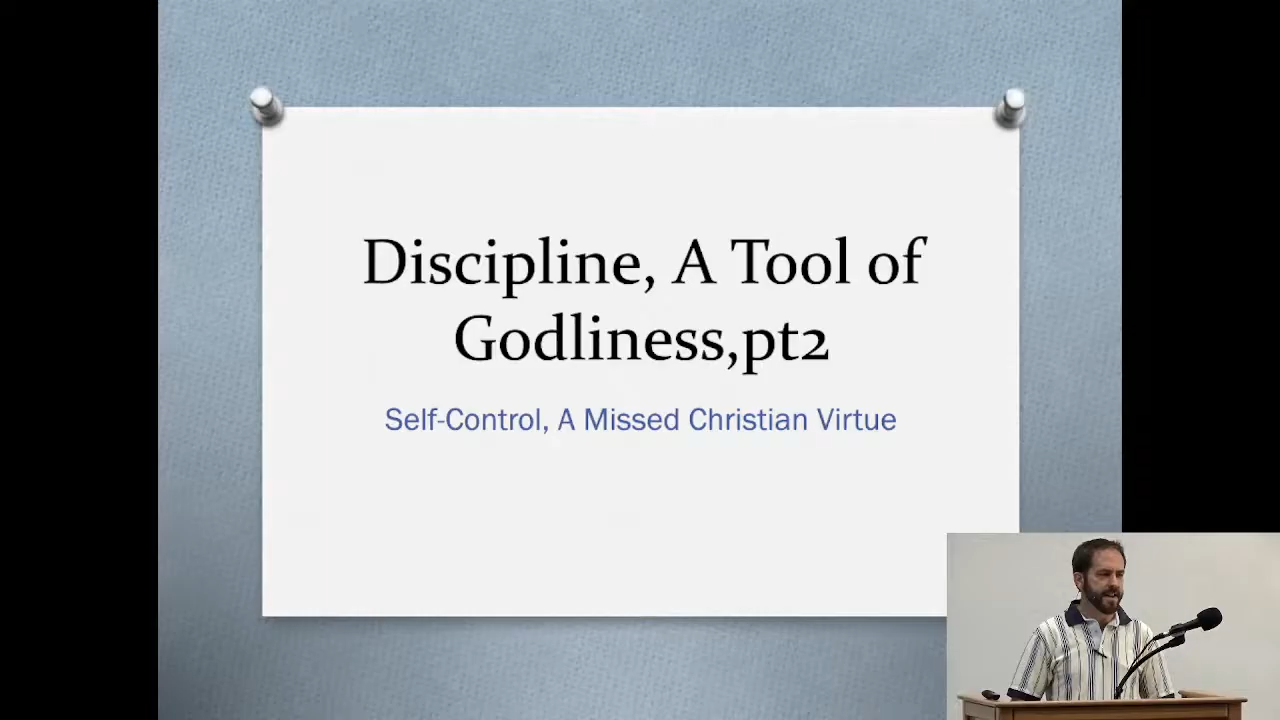 Discipline, A Tool of
Godliness,pt2
Self-Control, A Missed Christian Virtue